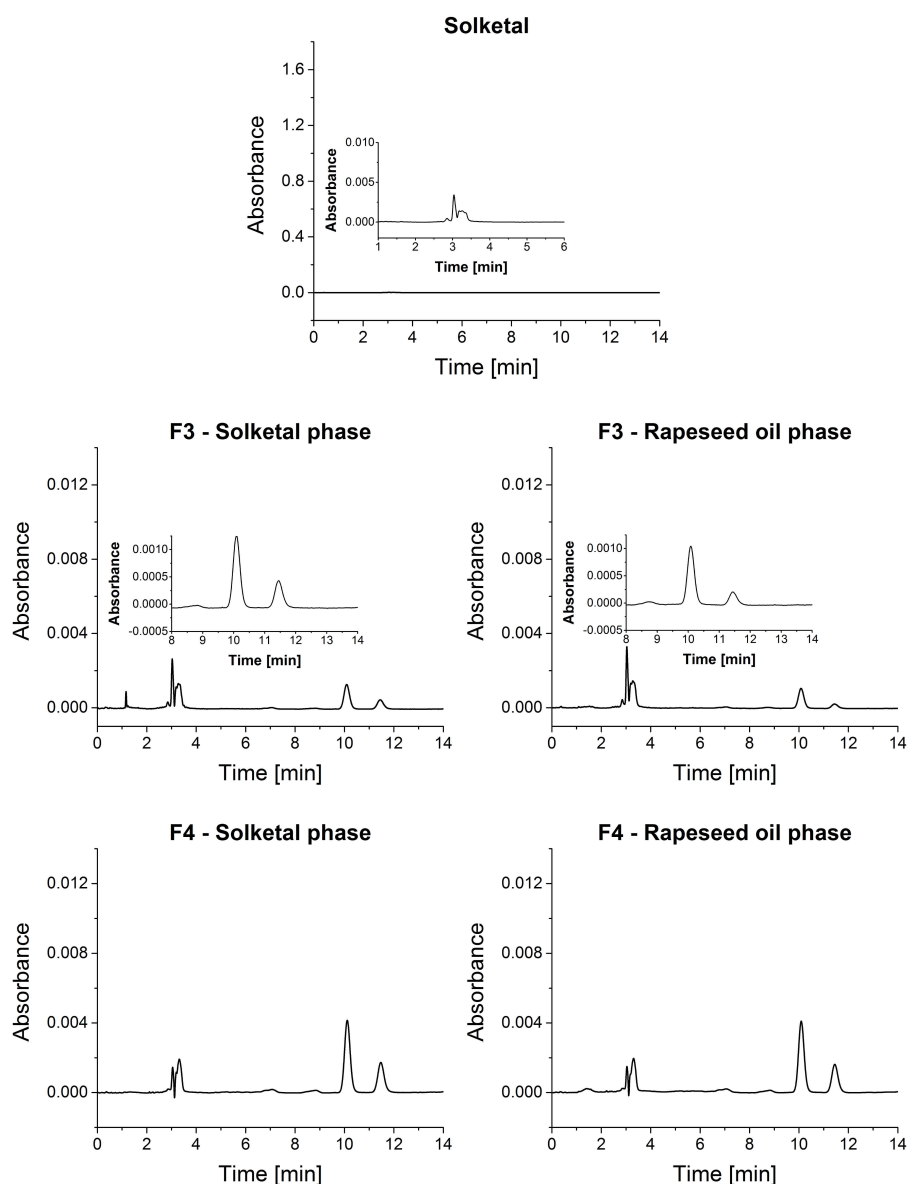 Solketal
1.6
1.2
0.8
0.4
0.0
Absorbance
0.010
0.005
0.000
Absorbance
1 2 3 4 5 6
Time [min]
0 2 4 6 8 10 12 14
Time [min]
F3 - Solketal phase
0.012
0.008
0.004
0.000
Absorbance
0.0010
0.0005
0.0000
-0.0005
Absorbance
8 9 10 11 12 13 14
Time [min]
0 2 4 6 8 10 12 14
Time [min]
F3 - Rapeseed oil phase
0.012
0.008
0.004
0.000
Absorbance
0.0010
0.0005
0.0000
-0.0005
Absorbance
8 9 10 11 12 13 14
Time [min]
0 2 4 6 8 10 12 14
Time [min]
F4 - Solketal phase
0.012
0.008
0.004
0.000
Absorbance
0 2 4 6 8 10 12 14
Time [min]
F4 - Rapeseed oil phase
0.012
0.008
0.004
0.000
Absorbance
0 2 4 6 8 10 12 14
Time [min]